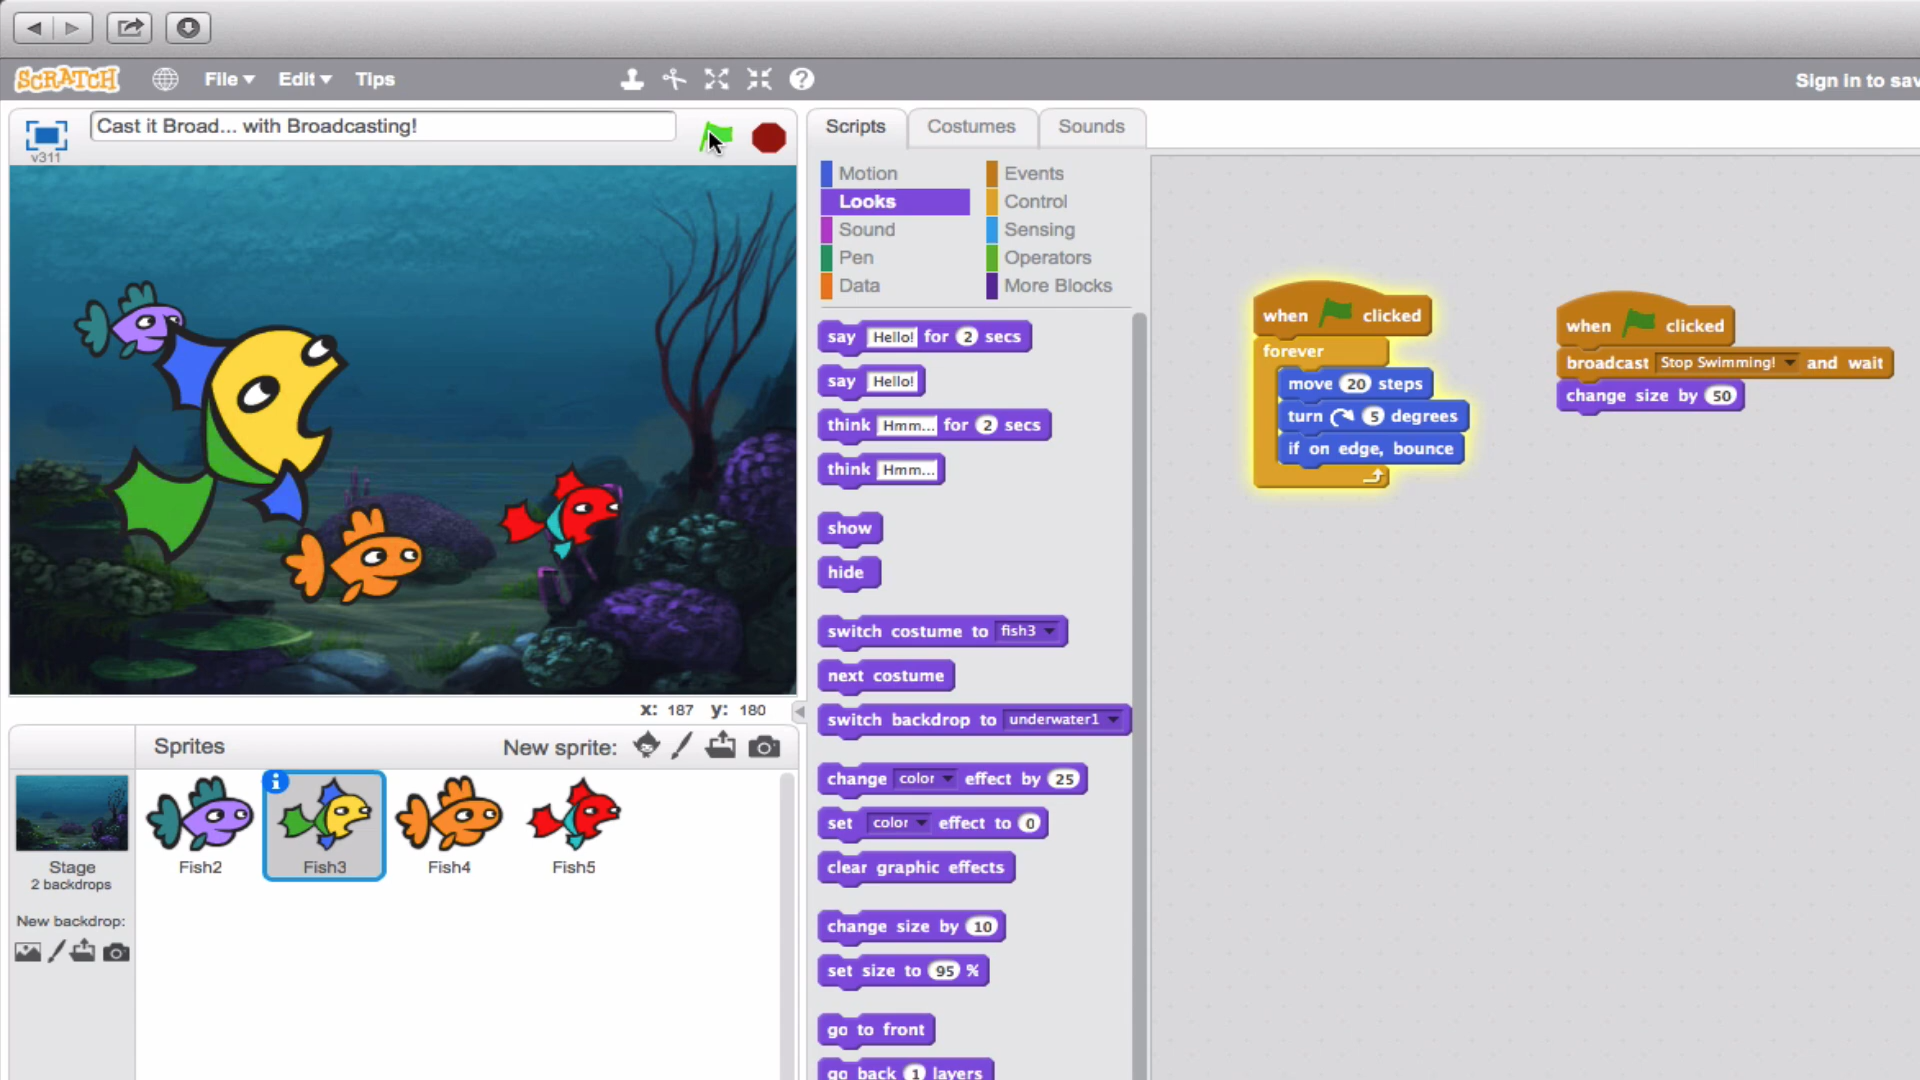 SCRATCH
File
Edit
Tips
Sign in to sav
v311
Cast it Broad... with Broadcasting!
Scripts
Costumes
Sounds
Motion
Looks
Sound
Pen
Data
Events
Control
Sensing
Operators
More Blocks
say Hello! for 2 secs
say Hello!
think Hmm... for 2 secs
think Hmm...
show
hide
switch costume to fish3
next costume
switch backdrop to underwater1
change color effect by 25
set color effect to 0
clear graphic effects
change size by 10
set size to 95 %
go to front
go back 1 layers
when clicked
forever
move 20 steps
turn 5 degrees
if on edge, bounce
when clicked
broadcast Stop Swimming! and wait
change size by 50
x: 187 y: 180
Sprites
New sprite:
Stage
2 backdrops
New backdrop:
Fish2
Fish3
Fish4
Fish5